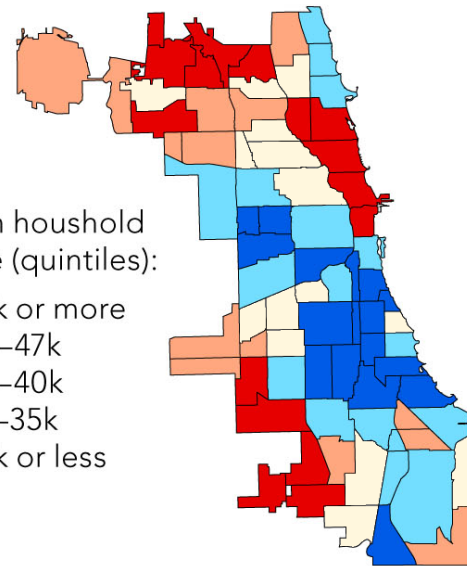 n houshold
e (quintiles):
k or more
–47k
–40k
–35k
k or less